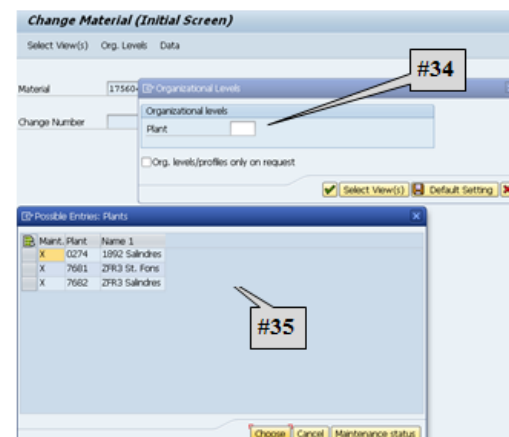 Change Material (Initial Screen)
Select View(s) Org. Levels Data
#34
Material 17560 Organizational Levels
Organizational levels
Change Number
Plant
Org. levels/profiles only on request
Select View(s) Default Setting
Possible Entries: Plants
Maint. Plant Name 1
X 0274 1892 Salindres
X 7681 ZFR3 St. Fons
X 7682 ZFR3 Salindres
#35
Choose Cancel Maintenance status